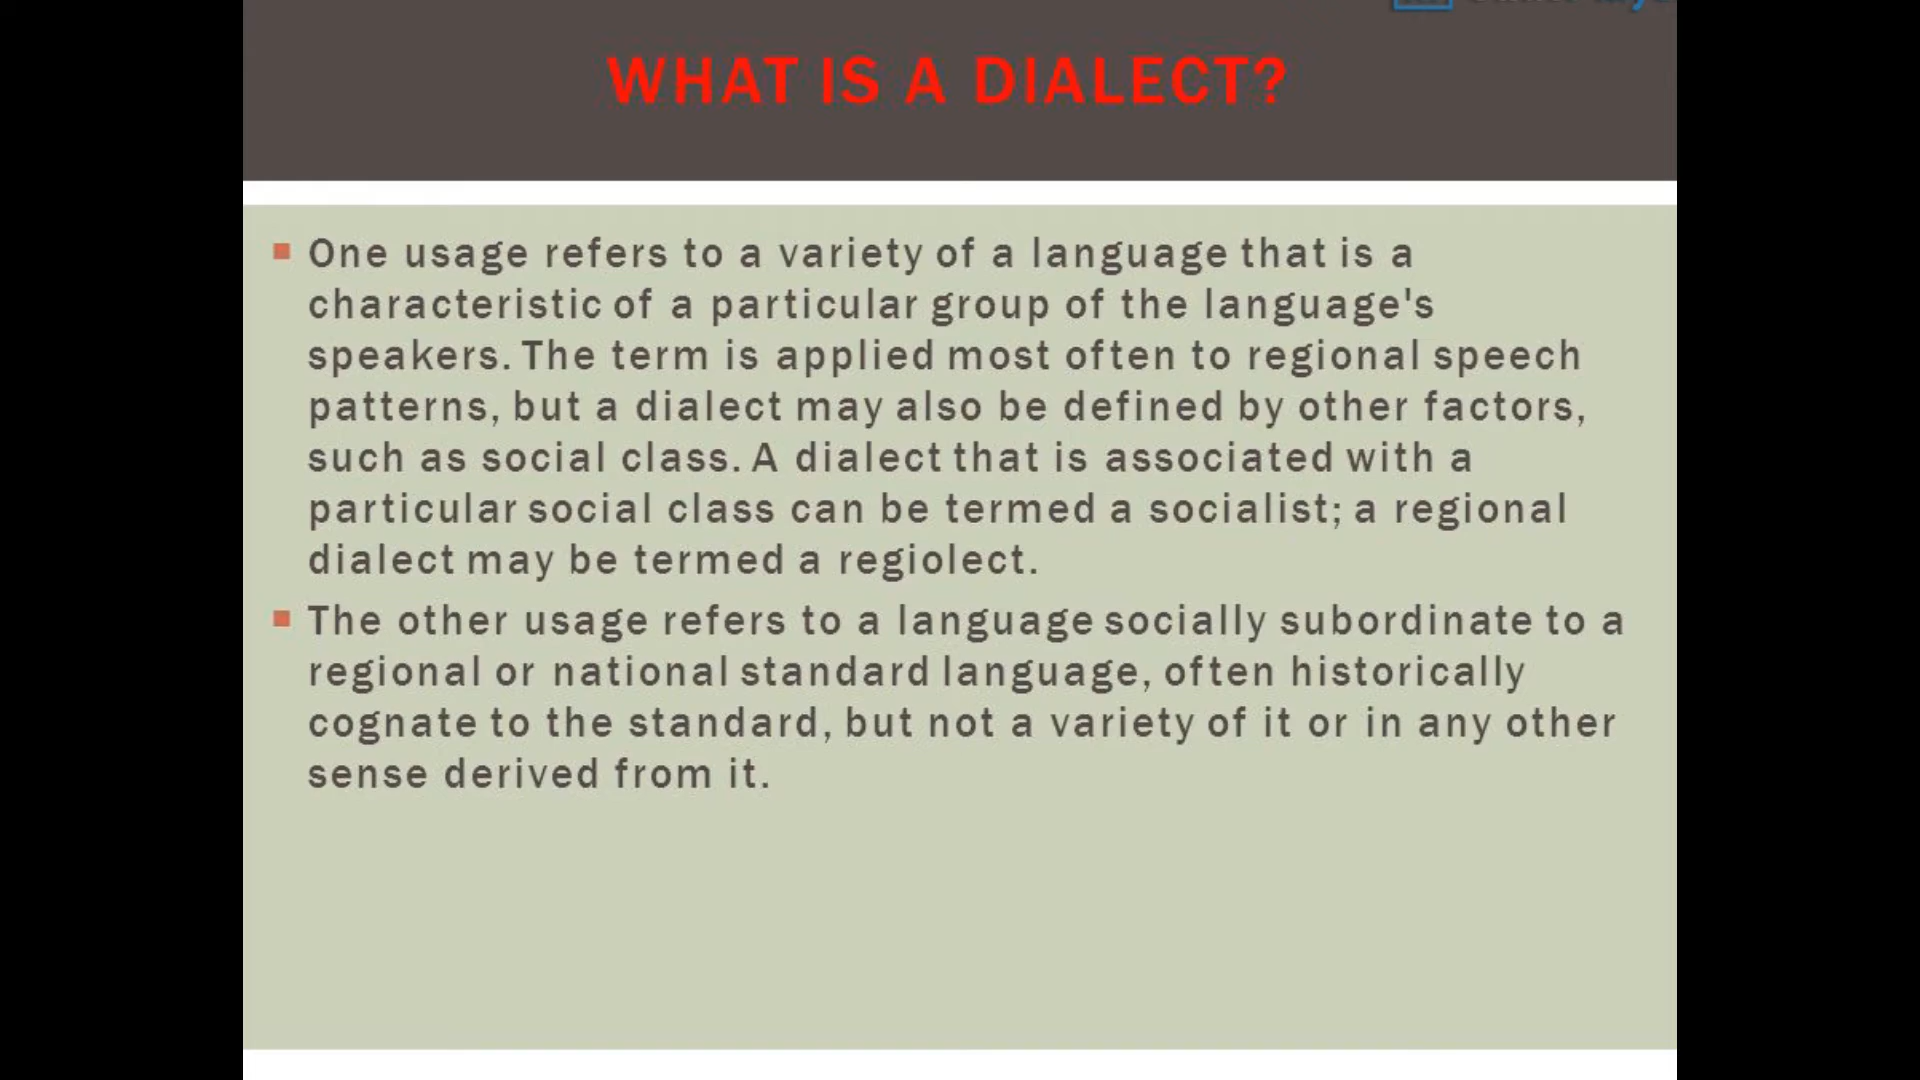 WHAT IS A DIALECT?
One usage refers to a variety of a language that is a
characteristic of a particular group of the language's
speakers. The term is applied most often to regional speech
patterns, but a dialect may also be defined by other factors,
such as social class. A dialect that is associated with a
particular social class can be termed a socialist; a regional
dialect may be termed a regiolect.
The other usage refers to a language socially subordinate to a
regional or national standard language, often historically
cognate to the standard, but not a variety of it or in any other
sense derived from it.